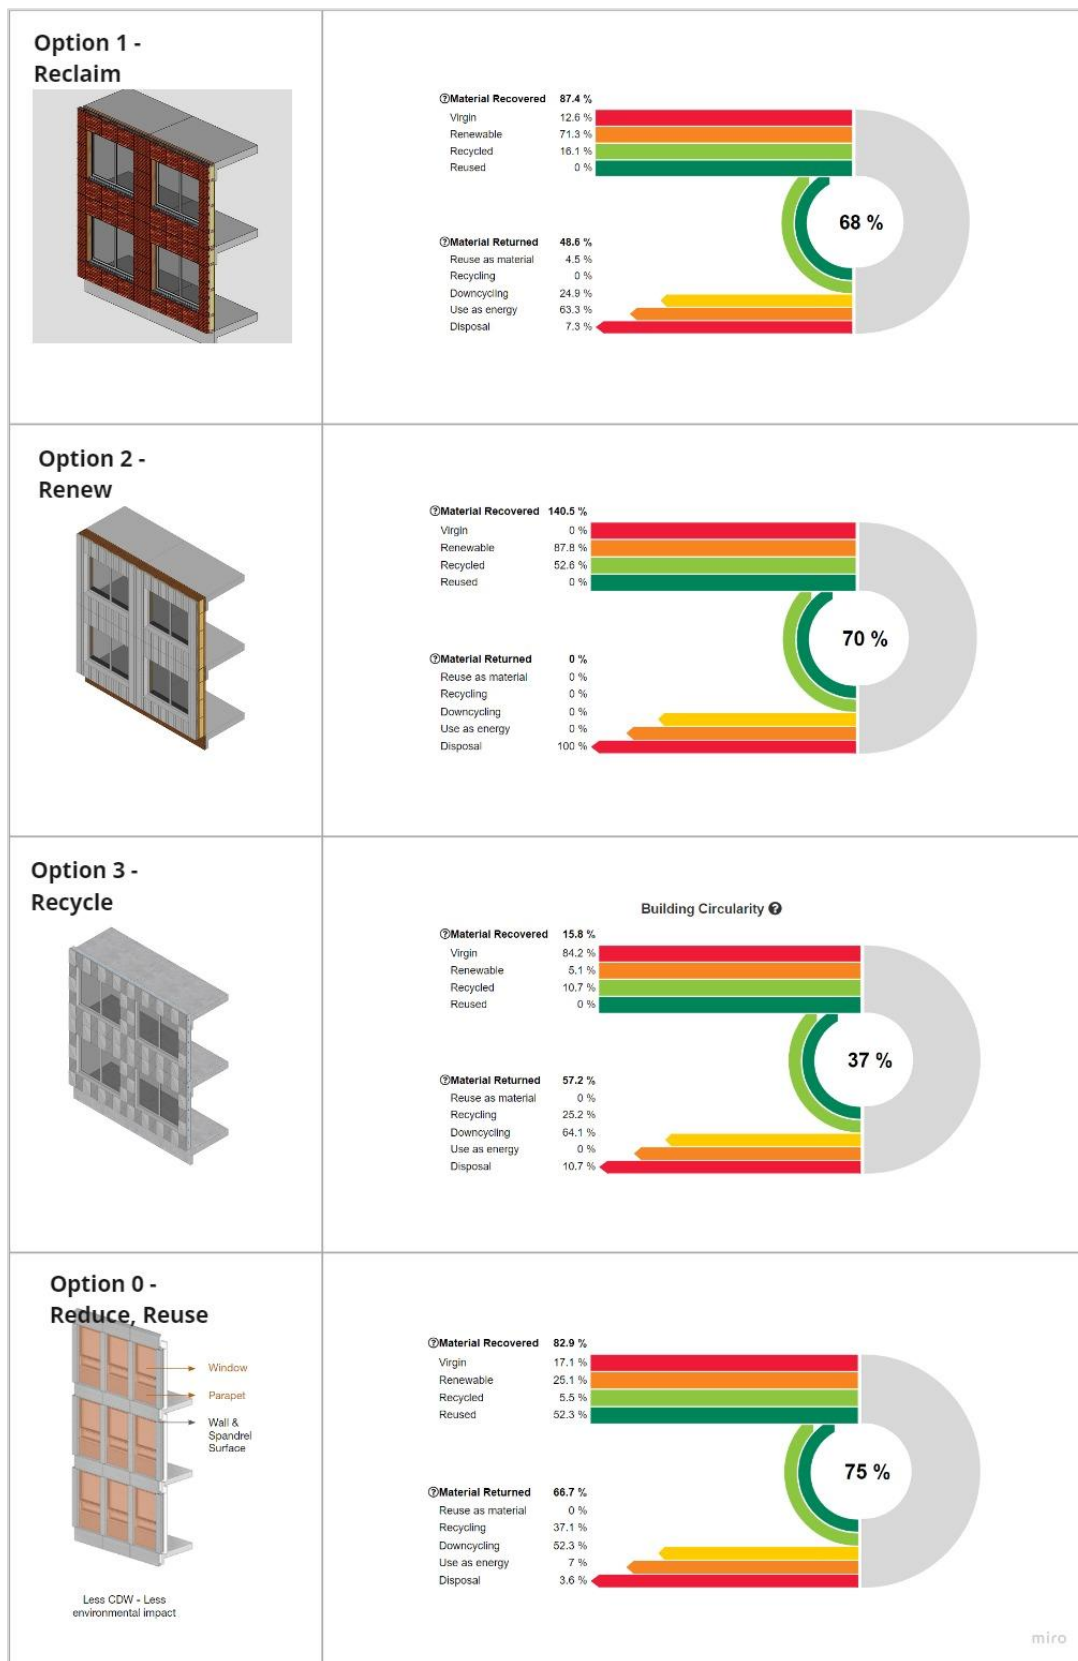 Option 1 -
Reclaim
?Material Recovered 87.4 %
Virgin 12.6 %
Renewable 71.3 %
Recycled 16.1 %
Reused 0 %
68 %
?Material Returned 48.6 %
Reuse as material 4.5 %
Recycling 0 %
Downcycling 24.9 %
Use as energy 63.3 %
Disposal 7.3 %
Option 2 -
Renew
?Material Recovered 140.5 %
Virgin 0 %
Renewable 87.8 %
Recycled 52.6 %
Reused 0 %
70 %
?Material Returned 0 %
Reuse as material 0 %
Recycling 0 %
Downcycling 0 %
Use as energy 0 %
Disposal 100 %
Option 3 -
Recycle
Building Circularity ?
?Material Recovered 15.8 %
Virgin 84.2 %
Renewable 5.1 %
Recycled 10.7 %
Reused 0 %
37 %
?Material Returned 57.2 %
Reuse as material 0 %
Recycling 25.2 %
Downcycling 64.1 %
Use as energy 0 %
Disposal 10.7 %
Option 0 -
Reduce, Reuse
Window
Parapet
Wall &
Spandrel
Surface
Less CDW - Less
environmental impact
?Material Recovered 82.9 %
Virgin 17.1 %
Renewable 25.1 %
Recycled 5.5 %
Reused 52.3 %
75 %
?Material Returned 66.7 %
Reuse as material 0 %
Recycling 37.1 %
Downcycling 52.3 %
Use as energy 7 %
Disposal 3.6 %
miro